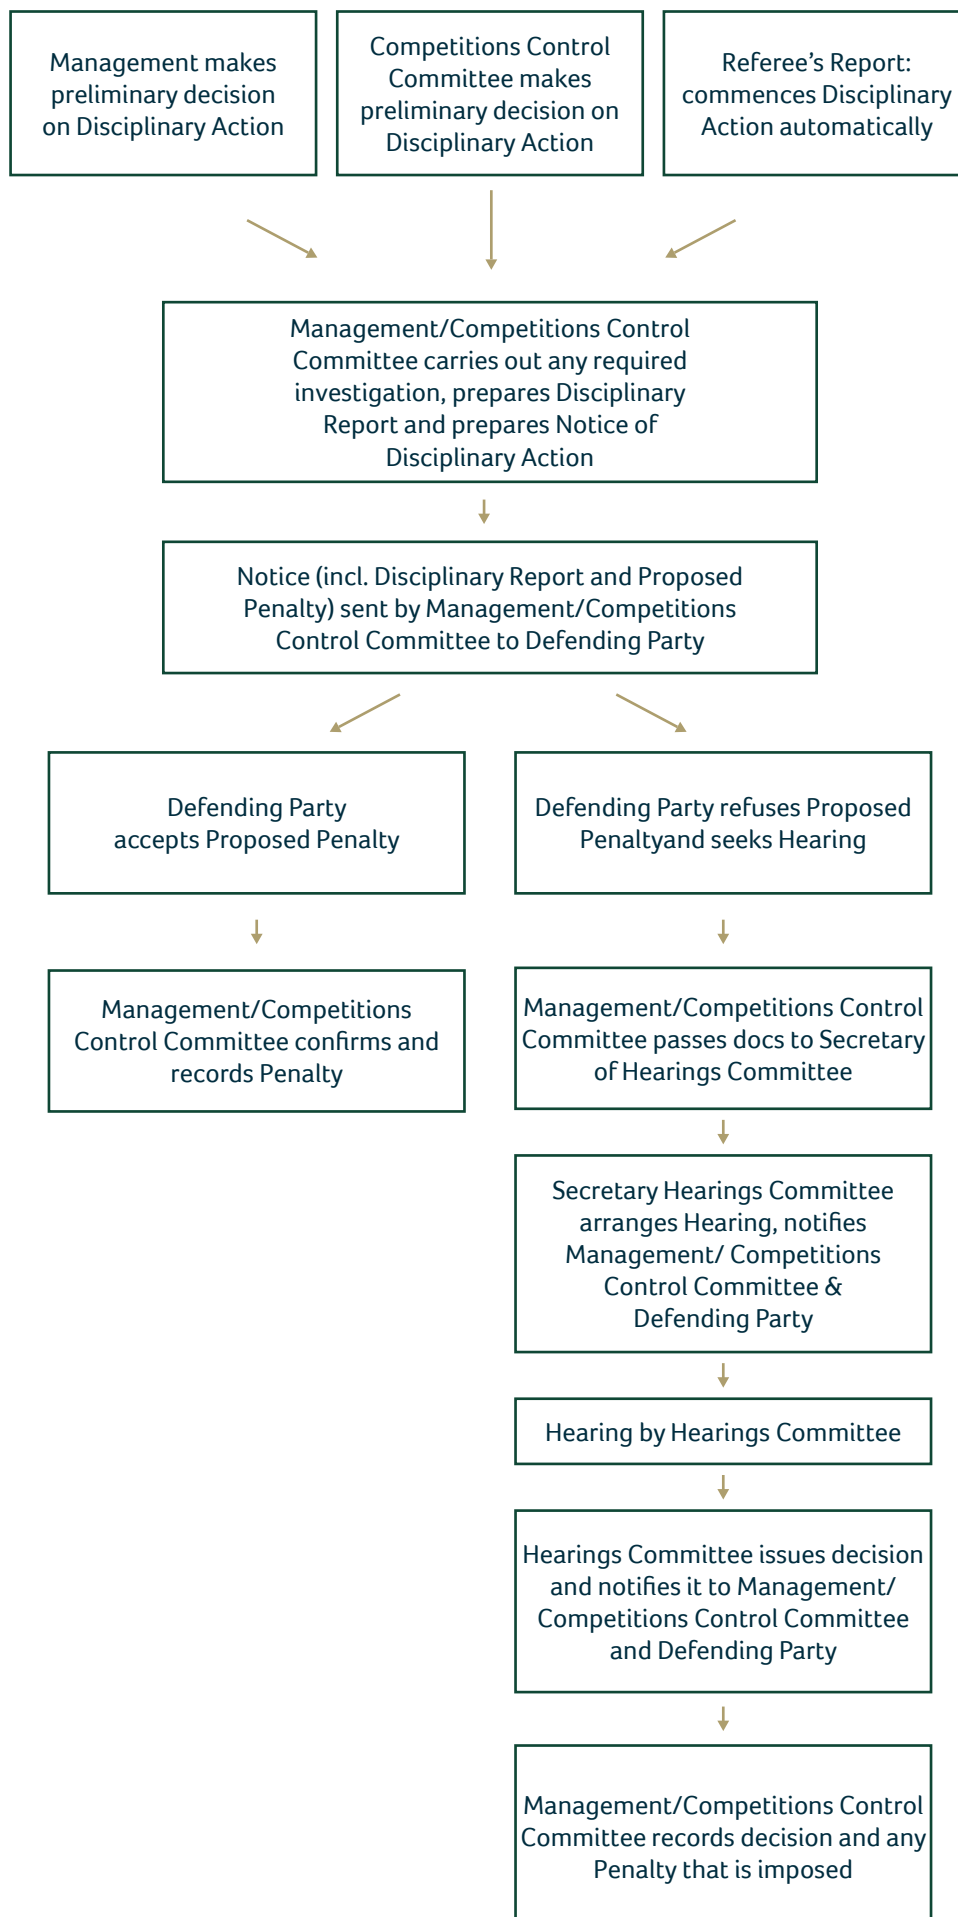 Management makes
preliminary decision
on Disciplinary Action
Competitions Control
Committee makes
preliminary decision on
Disciplinary Action
Referee's Report:
commences Disciplinary
Action automatically
Management/Competitions Control
Committee carries out any required
investigation, prepares Disciplinary
Report and prepares Notice of
Disciplinary Action
Notice (incl. Disciplinary Report and Proposed
Penalty) sent by Management/Competitions
Control Committee to Defending Party
Defending Party
accepts Proposed Penalty
Defending Party refuses Proposed
Penaltyand seeks Hearing
Management/Competitions
Control Committee confirms and
records Penalty
Management/Competitions Control
Committee passes docs to Secretary
of Hearings Committee
Secretary Hearings Committee
arranges Hearing, notifies
Management/ Competitions
Control Committee &
Defending Party
Hearing by Hearings Committee
Hearings Committee issues decision
and notifies it to Management/
Competitions Control Committee
and Defending Party
Management/Competitions Control
Committee records decision and any
Penalty that is imposed